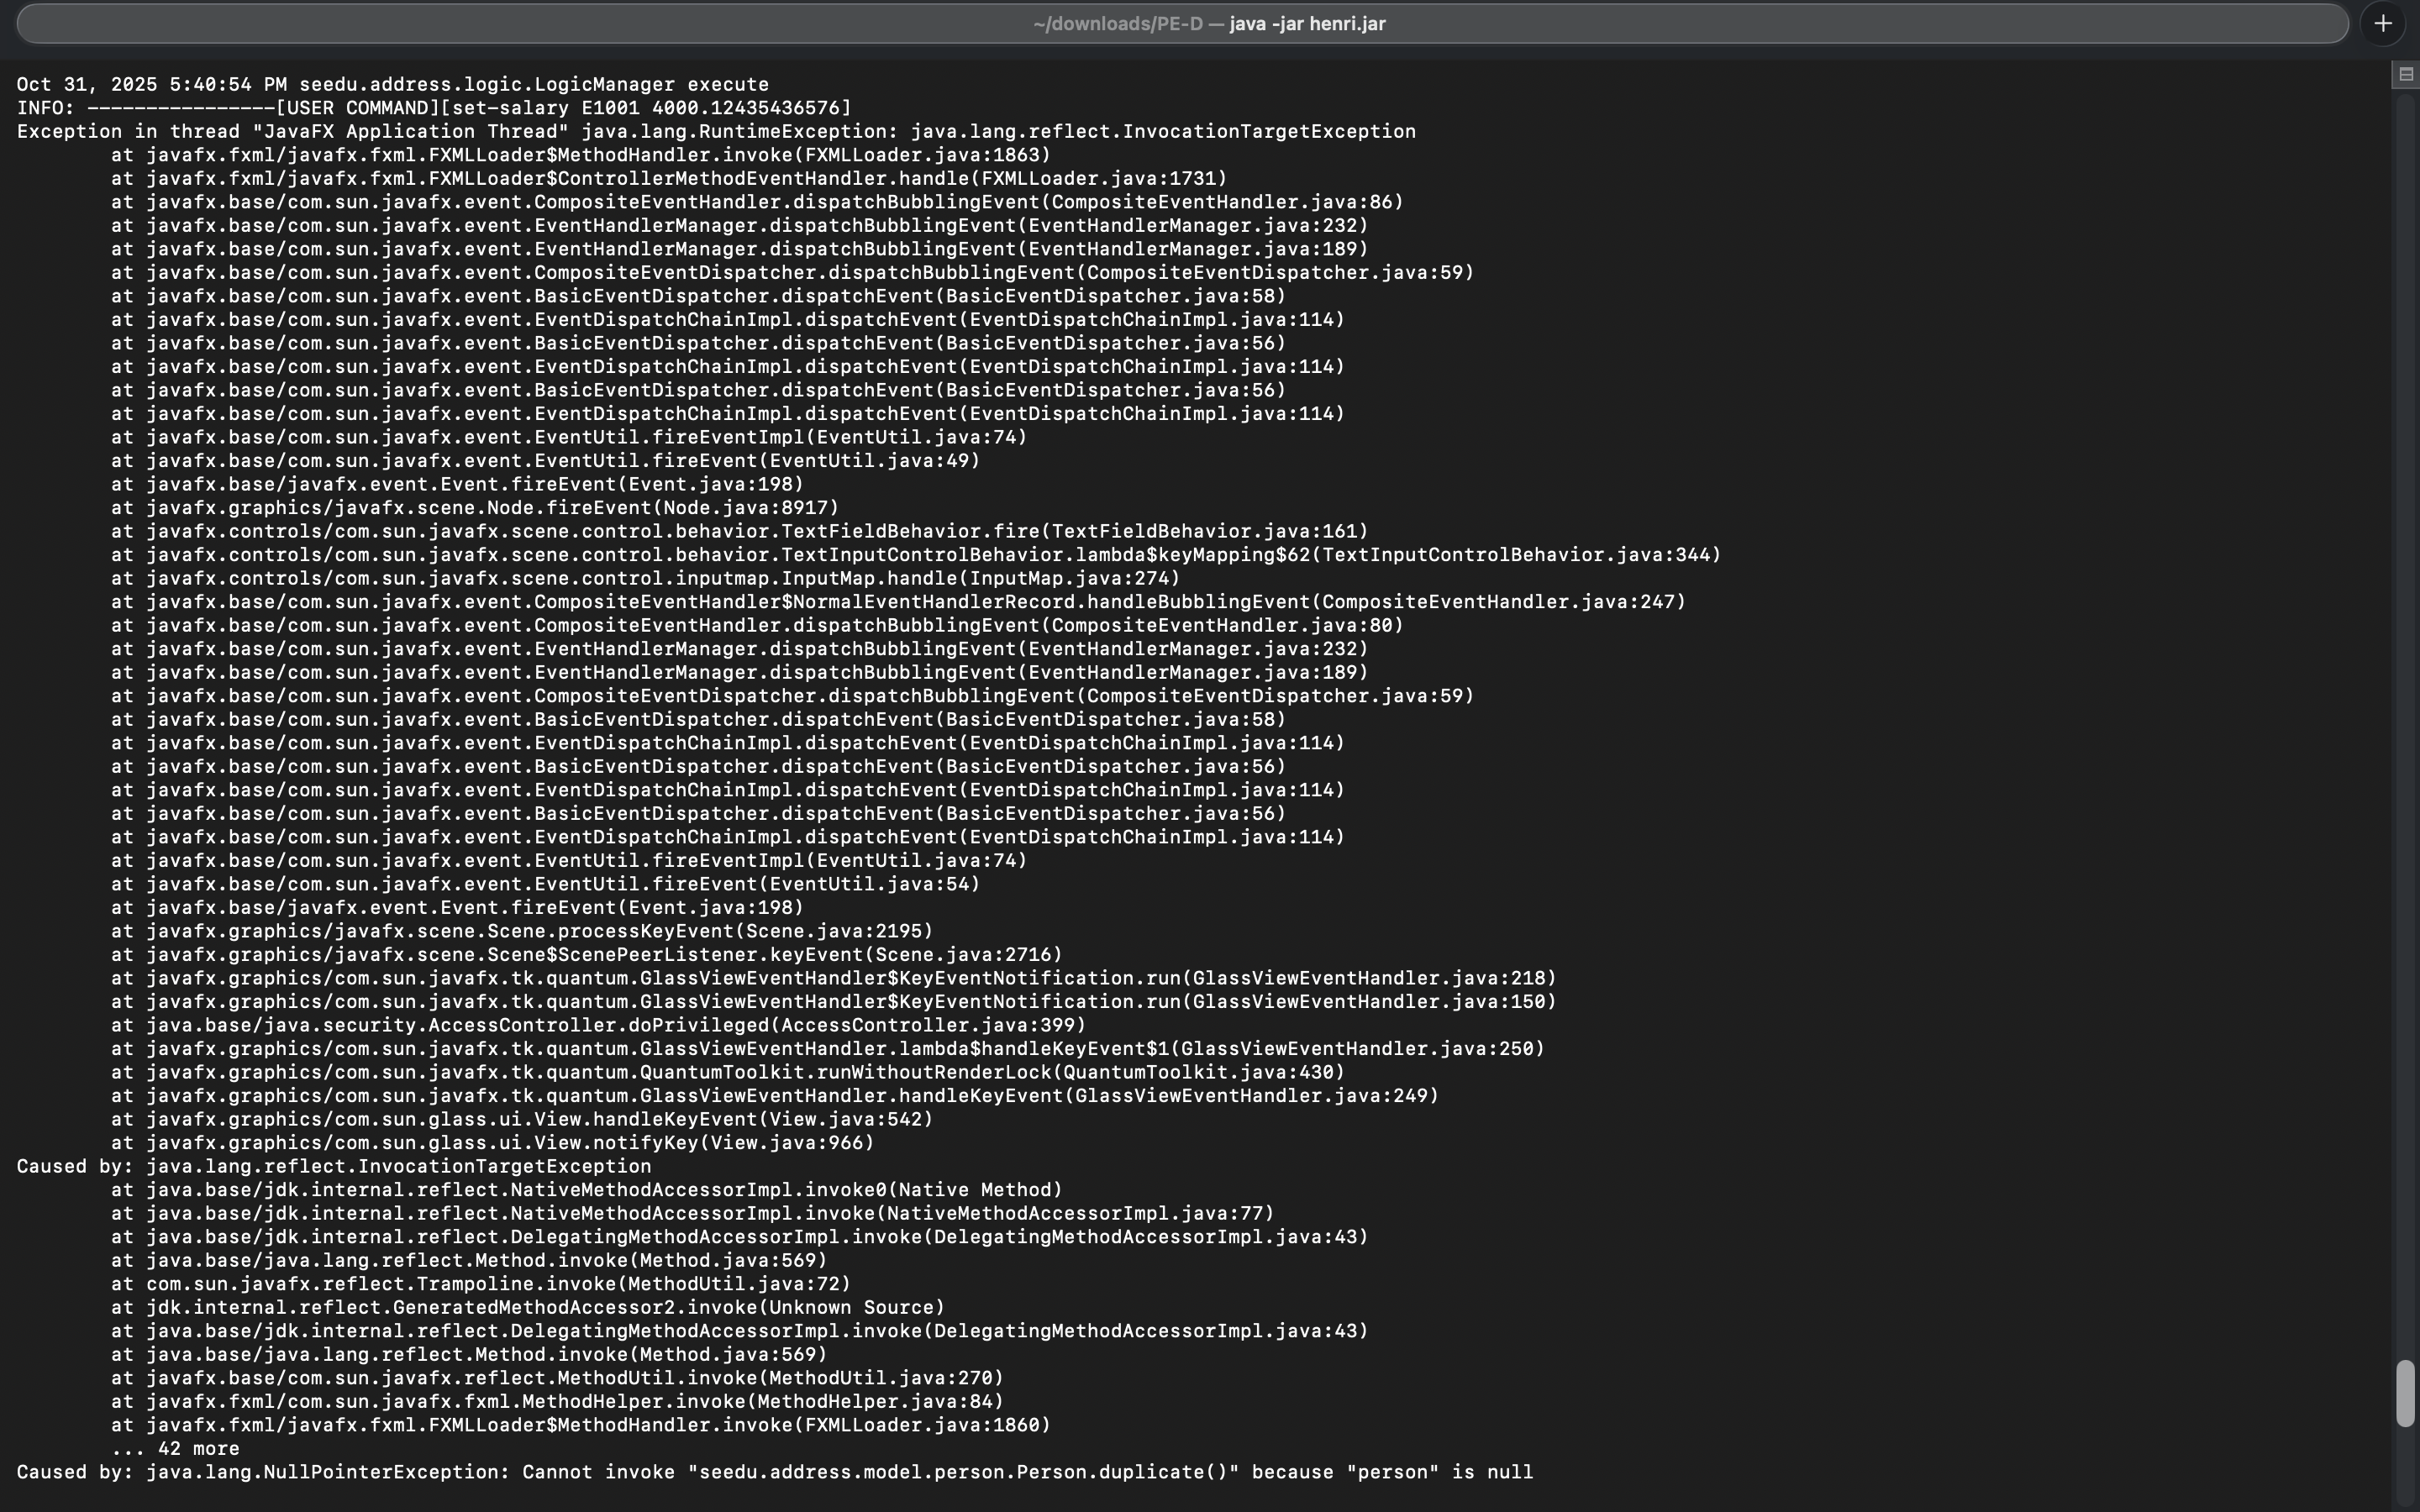 ~/downloads/PE-D — java -jar henri.jar
Oct 31, 2025 5:40:54 PM seedu.address.logic.LogicManager execute
INFO: ----------------[USER COMMAND][set-salary E1001 4000.12435436576]
Exception in thread "JavaFX Application Thread" java.lang.RuntimeException: java.lang.reflect.InvocationTargetException
at javafx.fxml/javafx.fxml.FXMLLoader$MethodHandler.invoke(FXMLLoader.java:1863)
at javafx.fxml/javafx.fxml.FXMLLoader$ControllerMethodEventHandler.handle(FXMLLoader.java:1731)
at javafx.base/com.sun.javafx.event.CompositeEventHandler.dispatchBubblingEvent(CompositeEventHandler.java:86)
at javafx.base/com.sun.javafx.event.EventHandlerManager.dispatchBubblingEvent(EventHandlerManager.java:232)
at javafx.base/com.sun.javafx.event.EventHandlerManager.dispatchBubblingEvent(EventHandlerManager.java:189)
at javafx.base/com.sun.javafx.event.CompositeEventDispatcher.dispatchBubblingEvent(CompositeEventDispatcher.java:59)
at javafx.base/com.sun.javafx.event.BasicEventDispatcher.dispatchEvent(BasicEventDispatcher.java:58)
at javafx.base/com.sun.javafx.event.EventDispatchChainImpl.dispatchEvent(EventDispatchChainImpl.java:114)
at javafx.base/com.sun.javafx.event.BasicEventDispatcher.dispatchEvent(BasicEventDispatcher.java:56)
at javafx.base/com.sun.javafx.event.EventDispatchChainImpl.dispatchEvent(EventDispatchChainImpl.java:114)
at javafx.base/com.sun.javafx.event.BasicEventDispatcher.dispatchEvent(BasicEventDispatcher.java:56)
at javafx.base/com.sun.javafx.event.EventDispatchChainImpl.dispatchEvent(EventDispatchChainImpl.java:114)
at javafx.base/com.sun.javafx.event.EventUtil.fireEventImpl(EventUtil.java:74)
at javafx.base/com.sun.javafx.event.EventUtil.fireEvent(EventUtil.java:49)
at javafx.base/javafx.event.Event.fireEvent(Event.java:198)
at javafx.graphics/javafx.scene.Node.fireEvent(Node.java:8917)
at javafx.controls/com.sun.javafx.scene.control.behavior.TextFieldBehavior.fire(TextFieldBehavior.java:161)
at javafx.controls/com.sun.javafx.scene.control.behavior.TextInputControlBehavior.lambda$keyMapping$62(TextInputControlBehavior.java:344)
at javafx.controls/com.sun.javafx.scene.control.inputmap.InputMap.handle(InputMap.java:274)
at javafx.base/com.sun.javafx.event.CompositeEventHandler$NormalEventHandlerRecord.handleBubblingEvent(CompositeEventHandler.java:247)
at javafx.base/com.sun.javafx.event.CompositeEventHandler.dispatchBubblingEvent(CompositeEventHandler.java:80)
at javafx.base/com.sun.javafx.event.EventHandlerManager.dispatchBubblingEvent(EventHandlerManager.java:232)
at javafx.base/com.sun.javafx.event.EventHandlerManager.dispatchBubblingEvent(EventHandlerManager.java:189)
at javafx.base/com.sun.javafx.event.CompositeEventDispatcher.dispatchBubblingEvent(CompositeEventDispatcher.java:59)
at javafx.base/com.sun.javafx.event.BasicEventDispatcher.dispatchEvent(BasicEventDispatcher.java:58)
at javafx.base/com.sun.javafx.event.EventDispatchChainImpl.dispatchEvent(EventDispatchChainImpl.java:114)
at javafx.base/com.sun.javafx.event.BasicEventDispatcher.dispatchEvent(BasicEventDispatcher.java:56)
at javafx.base/com.sun.javafx.event.EventDispatchChainImpl.dispatchEvent(EventDispatchChainImpl.java:114)
at javafx.base/com.sun.javafx.event.BasicEventDispatcher.dispatchEvent(BasicEventDispatcher.java:56)
at javafx.base/com.sun.javafx.event.EventDispatchChainImpl.dispatchEvent(EventDispatchChainImpl.java:114)
at javafx.base/com.sun.javafx.event.EventUtil.fireEventImpl(EventUtil.java:74)
at javafx.base/com.sun.javafx.event.EventUtil.fireEvent(EventUtil.java:54)
at javafx.base/javafx.event.Event.fireEvent(Event.java:198)
at javafx.graphics/javafx.scene.Scene.processKeyEvent(Scene.java:2195)
at javafx.graphics/javafx.scene.Scene$ScenePeerListener.keyEvent(Scene.java:2716)
at javafx.graphics/com.sun.javafx.tk.quantum.GlassViewEventHandler$KeyEventNotification.run(GlassViewEventHandler.java:218)
at javafx.graphics/com.sun.javafx.tk.quantum.GlassViewEventHandler$KeyEventNotification.run(GlassViewEventHandler.java:150)
at java.base/java.security.AccessController.doPrivileged(AccessController.java:399)
at javafx.graphics/com.sun.javafx.tk.quantum.GlassViewEventHandler.lambda$handleKeyEvent$1(GlassViewEventHandler.java:250)
at javafx.graphics/com.sun.javafx.tk.quantum.QuantumToolkit.runWithoutRenderLock(QuantumToolkit.java:430)
at javafx.graphics/com.sun.javafx.tk.quantum.GlassViewEventHandler.handleKeyEvent(GlassViewEventHandler.java:249)
at javafx.graphics/com.sun.glass.ui.View.handleKeyEvent(View.java:542)
at javafx.graphics/com.sun.glass.ui.View.notifyKey(View.java:966)
Caused by: java.lang.reflect.InvocationTargetException
at java.base/jdk.internal.reflect.NativeMethodAccessorImpl.invoke0(Native Method)
at java.base/jdk.internal.reflect.NativeMethodAccessorImpl.invoke(NativeMethodAccessorImpl.java:77)
at java.base/jdk.internal.reflect.DelegatingMethodAccessorImpl.invoke(DelegatingMethodAccessorImpl.java:43)
at java.base/java.lang.reflect.Method.invoke(Method.java:569)
at com.sun.javafx.reflect.Trampoline.invoke(MethodUtil.java:72)
at jdk.internal.reflect.GeneratedMethodAccessor2.invoke(Unknown Source)
at java.base/jdk.internal.reflect.DelegatingMethodAccessorImpl.invoke(DelegatingMethodAccessorImpl.java:43)
at java.base/java.lang.reflect.Method.invoke(Method.java:569)
at javafx.base/com.sun.javafx.reflect.MethodUtil.invoke(MethodUtil.java:270)
at javafx.fxml/com.sun.javafx.fxml.MethodHelper.invoke(MethodHelper.java:84)
at javafx.fxml/javafx.fxml.FXMLLoader$MethodHandler.invoke(FXMLLoader.java:1860)
... 42 more
Caused by: java.lang.NullPointerException: Cannot invoke "seedu.address.model.person.Person.duplicate()" because "person" is null